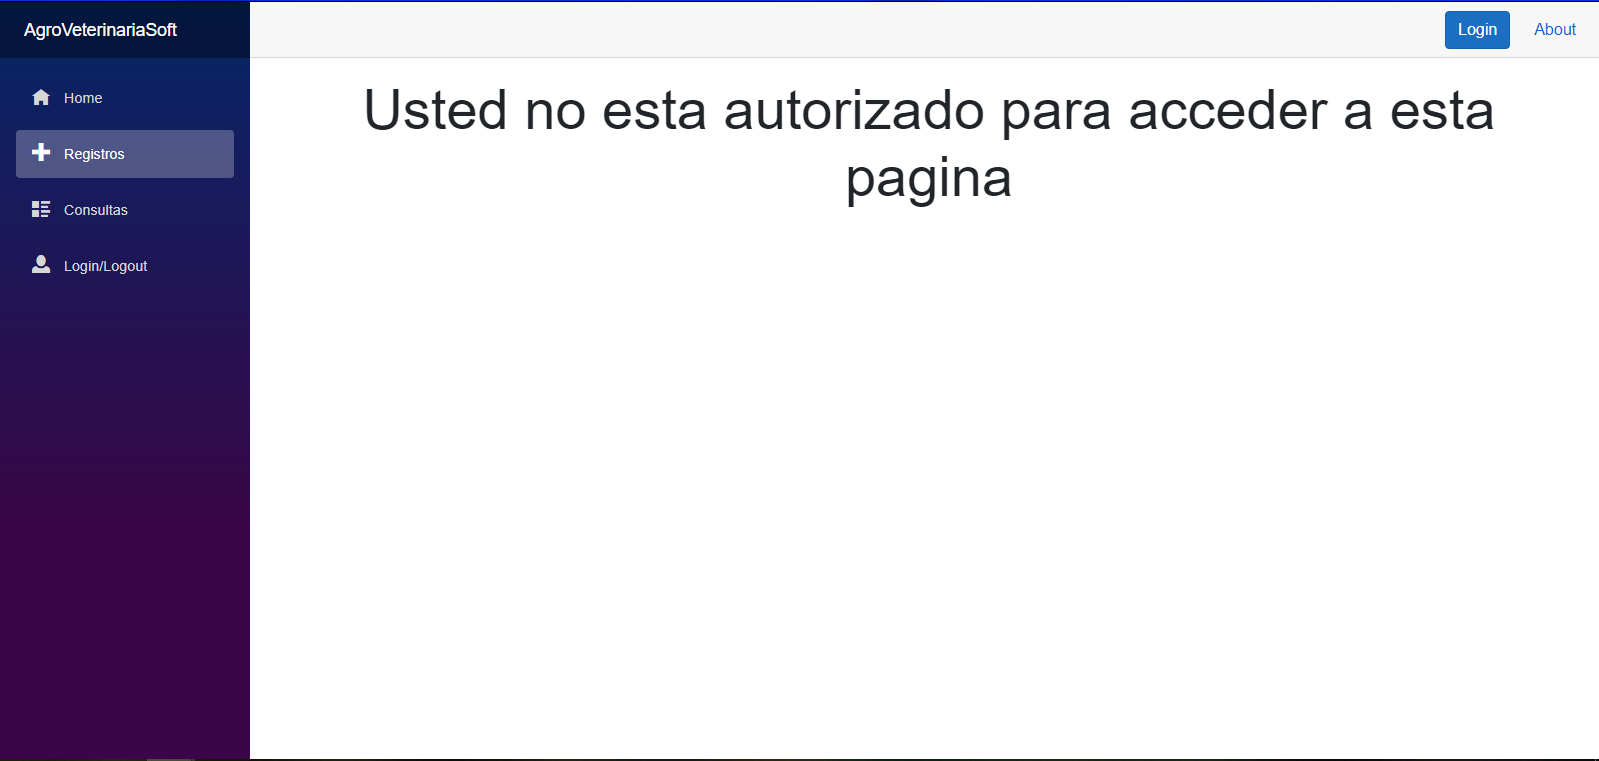 AgroVeterinariaSoft
Login
About
Home
Registros
Consultas
Login/Logout
Usted no esta autorizado para acceder a esta
pagina